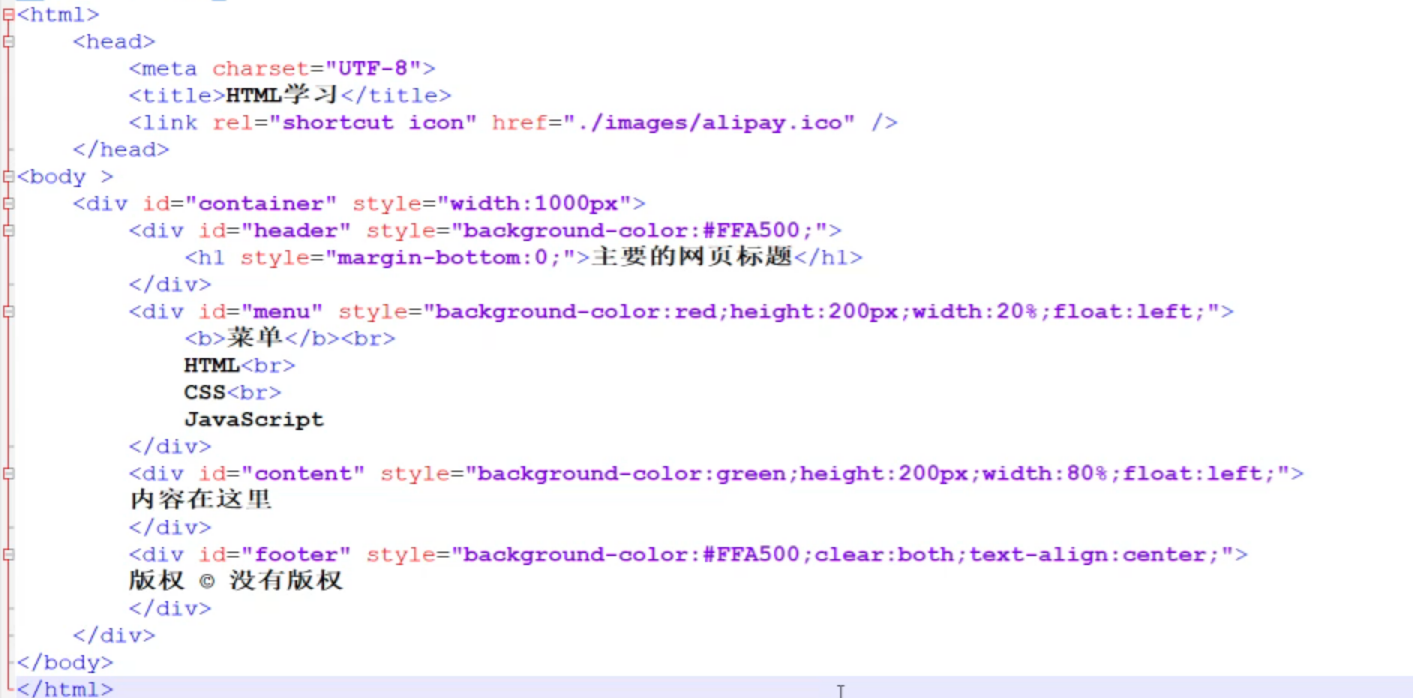 <html>
<head>
<meta charset="UTF-8">
<title>HTML学习</title>
<link rel="shortcut icon" href="./images/alipay.ico" />
</head>
<body >
<div id="container" style="width:1000px">
<div id="header" style="background-color:#FFA500;">
<h1 style="margin-bottom:0;">主要的网页标题</h1>
</div>
<div id="menu" style="background-color:red;height:200px;width:20%;float:left;">
<b>菜单</b><br>
HTML<br>
CSS<br>
JavaScript
</div>
<div id="content" style="background-color:green;height:200px;width:80%;float:left;">
内容在这里
</div>
<div id="footer" style="background-color:#FFA500;clear:both;text-align:center;">
版权 © 没有版权
</div>
</div>
</body>
</html>